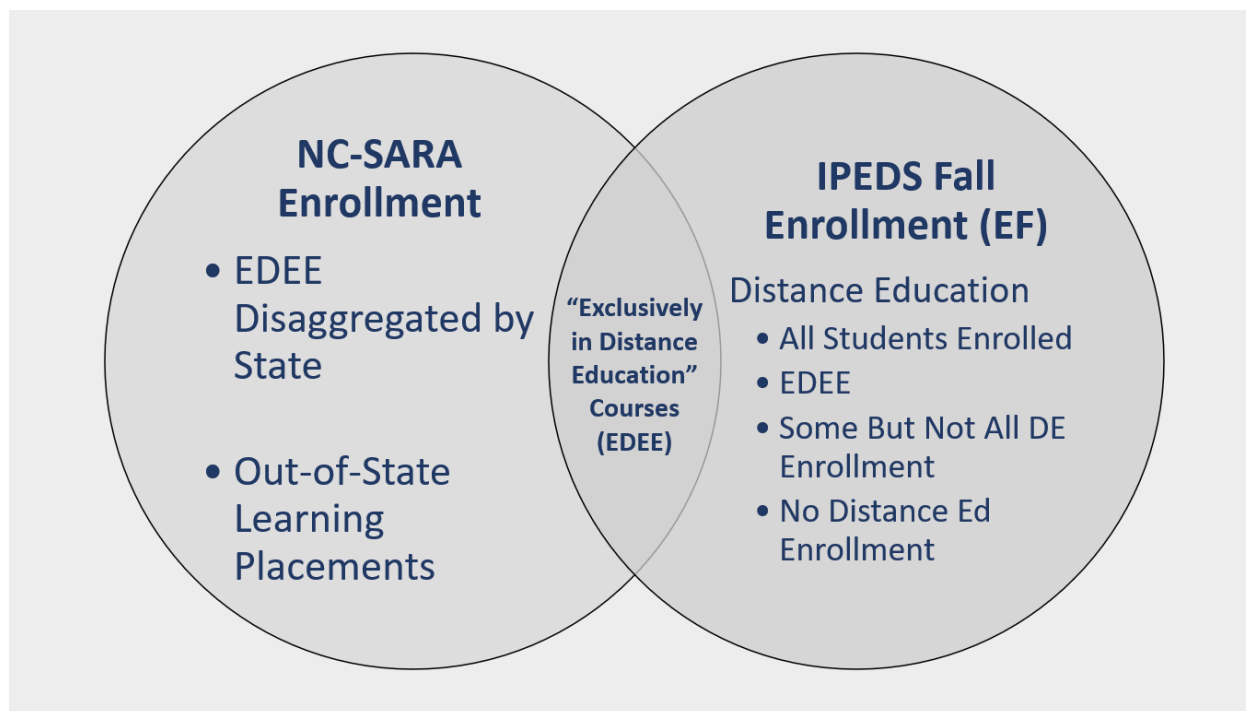 NC-SARA
Enrollment
• EDEE
Disaggregated by
State
• Out-of-State
Learning
Placements
“Exclusively
in Distance
Education”
Courses
(EDEE)
IPEDS Fall
Enrollment (EF)
Distance Education
• All Students Enrolled
• EDEE
• Some But Not All DE
Enrollment
• No Distance Ed
Enrollment